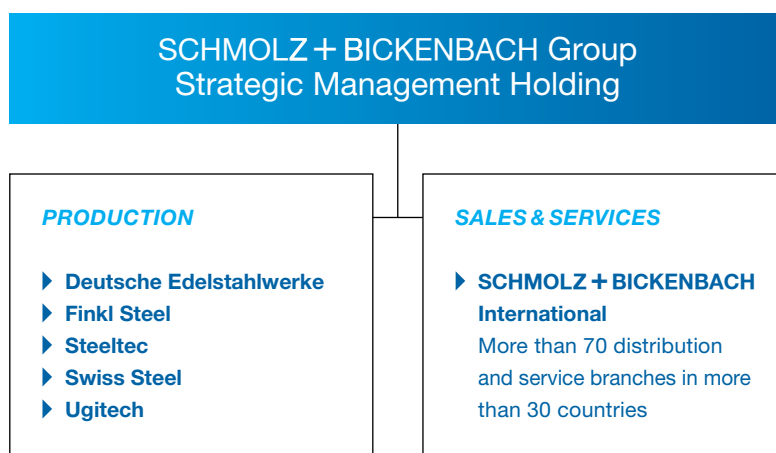 SCHMOLZ + BICKENBACH Group
Strategic Management Holding
PRODUCTION
Deutsche Edelstahlwerke
Finkl Steel
Steeltec
Swiss Steel
Ugitech
SALES & SERVICES
SCHMOLZ + BICKENBACH
International
More than 70 distribution
and service branches in more
than 30 countries